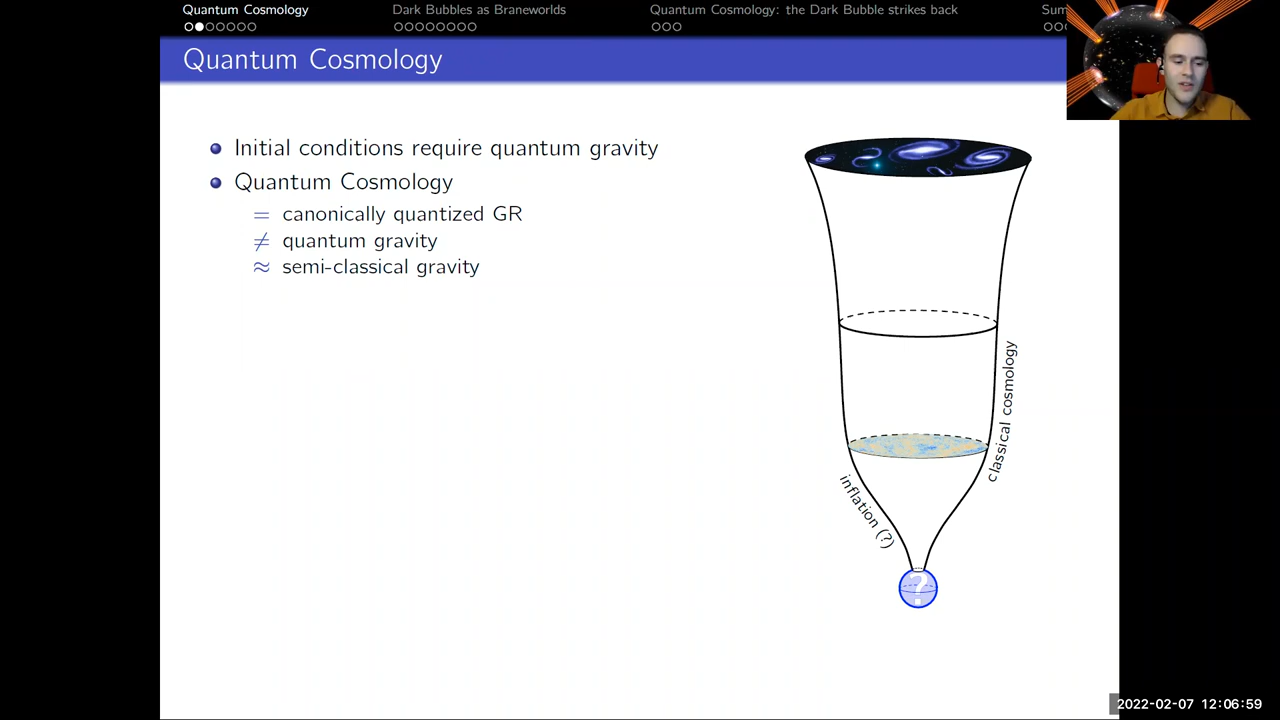 Quantum Cosmology
Dark Bubbles as Braneworlds
Quantum Cosmology: the Dark Bubble strikes back
Sum
Quantum Cosmology
Initial conditions require quantum gravity
Quantum Cosmology
= canonically quantized GR
≠ quantum gravity
≈ semi-classical gravity
classical cosmology
inflation (?)
?
2022-02-07 12:06:59